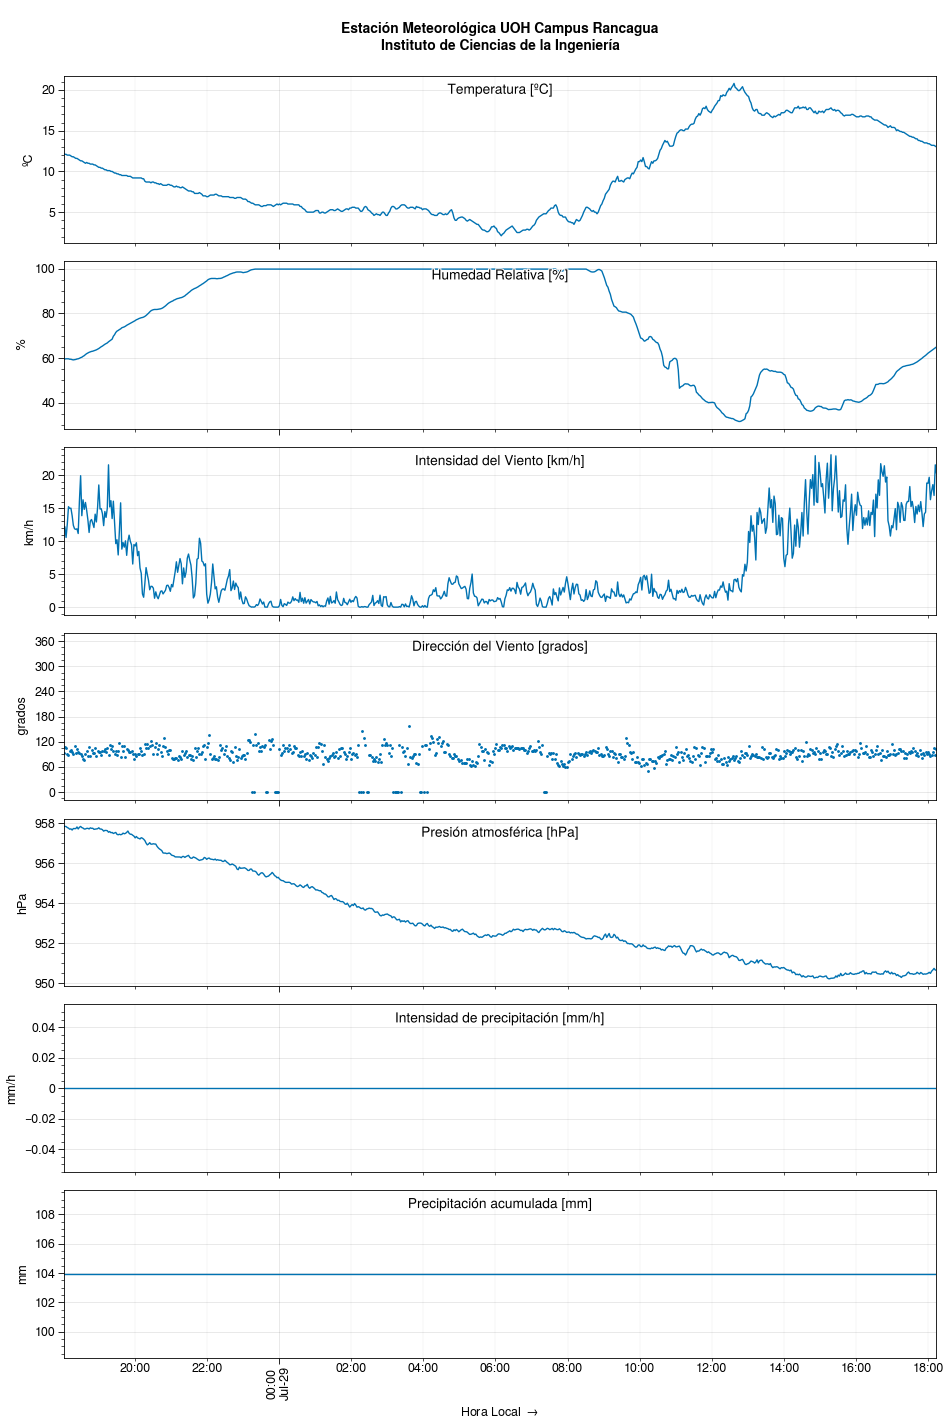 Estación Meteorológica UOH Campus Rancagua
Instituto de Ciencias de la Ingeniería
Temperatura [ºC]
20
15
10
5
ºC
Humedad Relativa [%]
100
80
60
40
%
Intensidad del Viento [km/h]
20
15
10
5
0
km/h
Dirección del Viento [grados]
360
300
240
180
120
60
0
grados
Presión atmosférica [hPa]
958
956
954
952
950
hPa
Intensidad de precipitación [mm/h]
0.04
0.02
0
−0.02
−0.04
mm/h
Precipitación acumulada [mm]
108
106
104
102
100
mm
20:00 22:00 00:00 02:00 04:00 06:00 08:00 10:00 12:00 14:00 16:00 18:00
Jul-29
Hora Local →